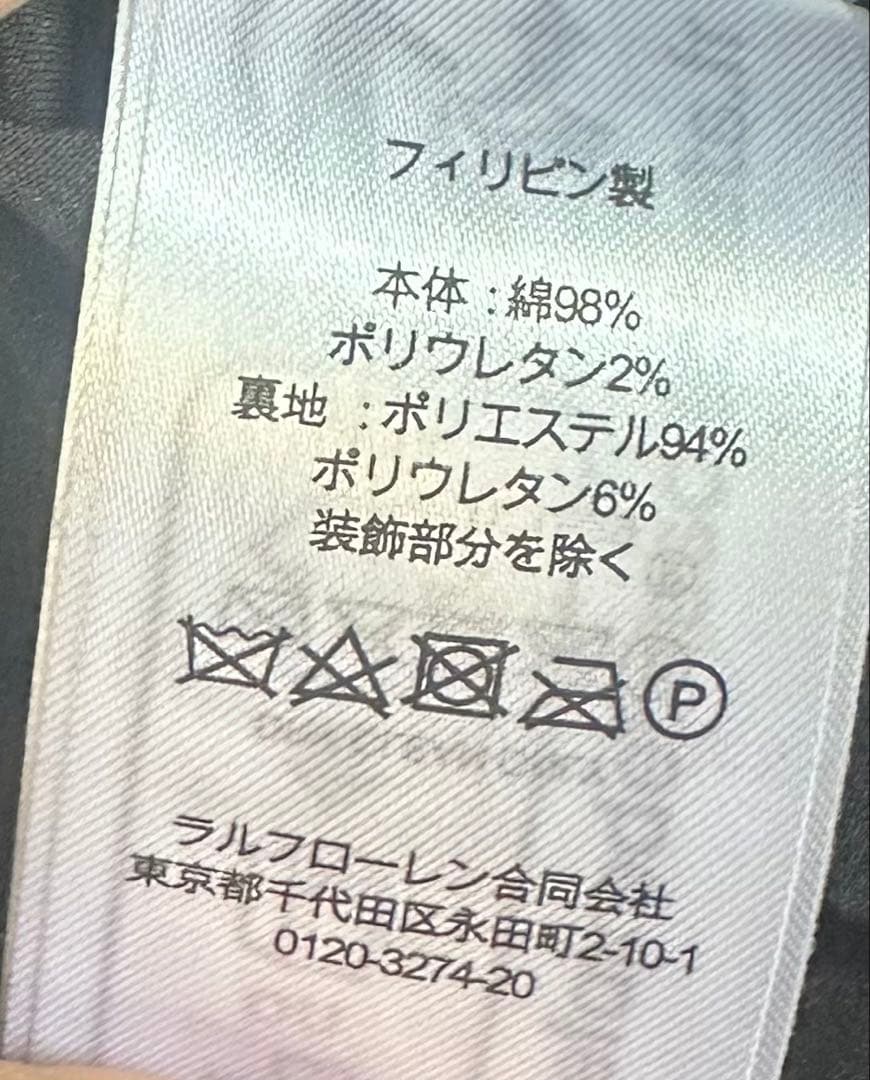 フィリピン製
本体 :綿98%
ポリウレタン2%
裏地 :ポリエステル94%
ポリウレタン6%
装飾部分を除く
P
ラルフローレン合同会社
東京都千代田区永田町2-10-1
0120-3274-20